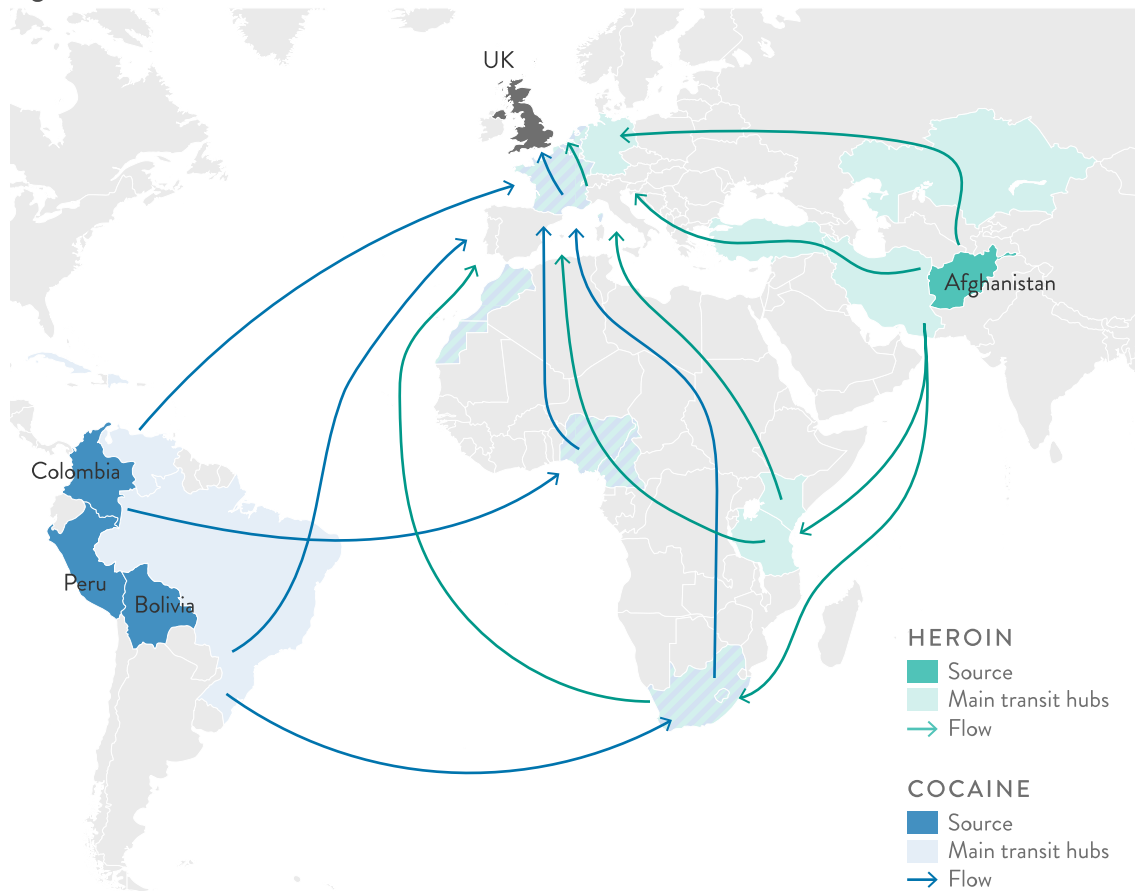 UK
Afghanistan
Colombia
Peru
Bolivia
HEROIN
Source
Main transit hubs
Flow
COCAINE
Source
Main transit hubs
Flow